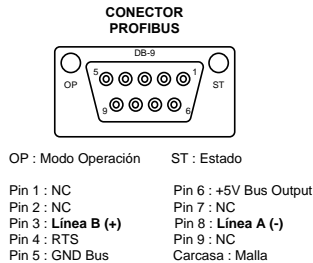 CONECTOR
PROFIBUS
DB-9
5 1
OP ST
9 6
OP : Modo Operación ST : Estado
Pin 1 : NC Pin 6 : +5V Bus Output
Pin 2 : NC Pin 7 : NC
Pin 3 : Línea B (+) Pin 8 : Línea A (-)
Pin 4 : RTS Pin 9 : NC
Pin 5 : GND Bus Carcasa : Malla